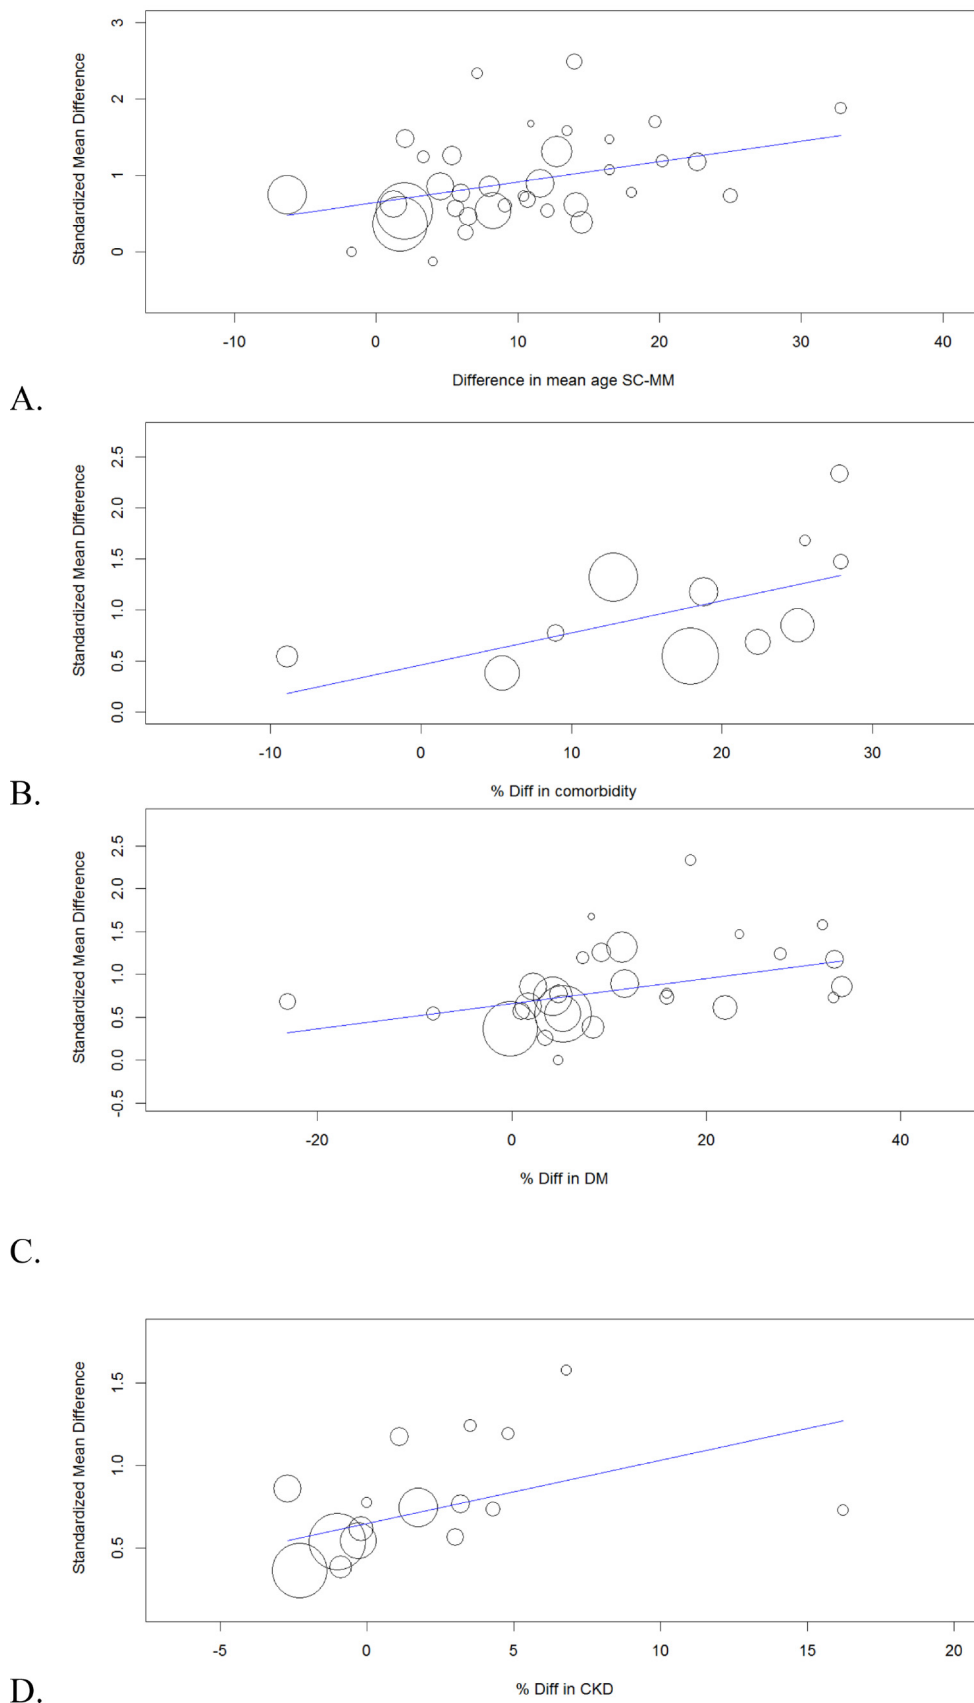 3
2
1
0
Standardized Mean Difference
-10 0 10 20 30 40
Difference in mean age SC-MM
A.
2.5
2.0
1.5
1.0
0.5
0.0
Standardized Mean Difference
-10 0 10 20 30
% Diff in comorbidity
B.
2.5
2.0
1.5
1.0
0.5
0.0
-0.5
Standardized Mean Difference
-20 0 20 40
% Diff in DM
C.
1.5
1.0
0.5
Standardized Mean Difference
-5 0 5 10 15 20
% Diff in CKD
D.